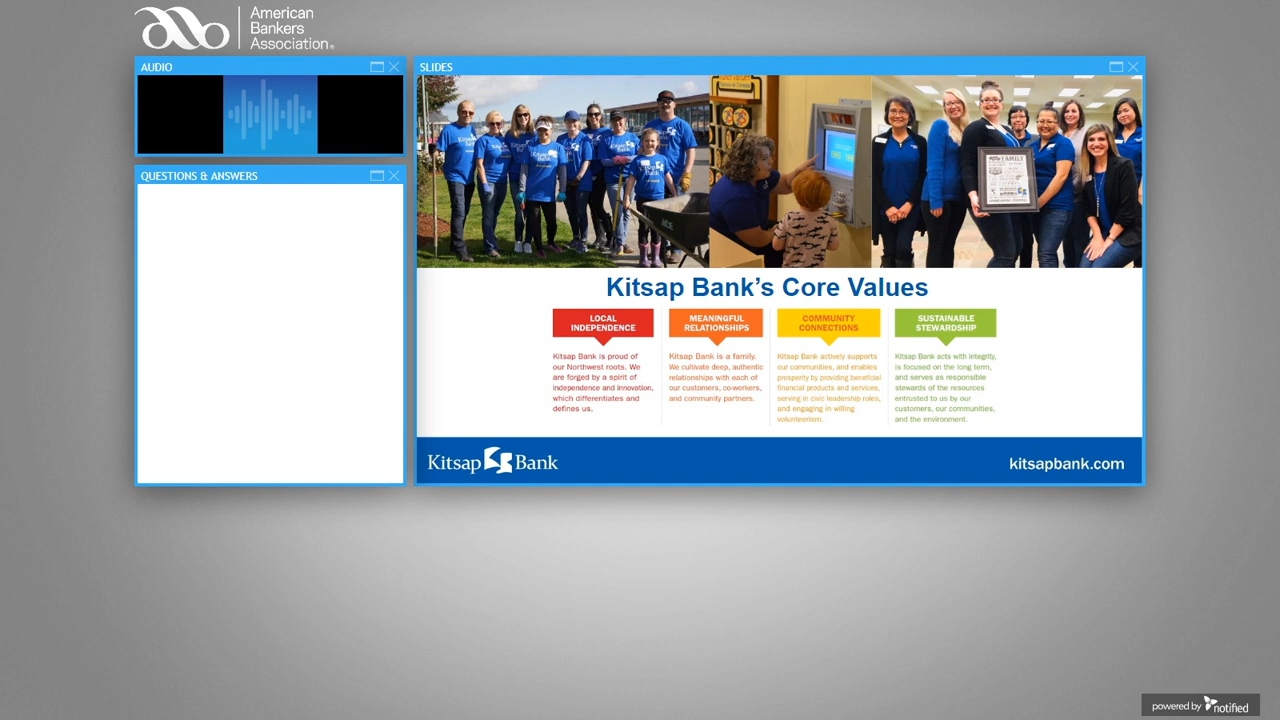 American
Bankers
Association®
AUDIO
SLIDES
QUESTIONS & ANSWERS
Kitsap Bank's Core Values
LOCAL
INDEPENDENCE
Kitsap Bank is proud of
our Northwest roots. We
are forged by a spirit of
independence and innovation,
which differentiates and
defines us.
MEANINGFUL
RELATIONSHIPS
Kitsap Bank is a family.
We cultivate deep, authentic
relationships with each of
our customers, co-workers,
and community partners.
COMMUNITY
CONNECTIONS
Kitsap Bank actively supports
our communities, and enables
prosperity by providing beneficial
financial products and services,
serving in civic leadership roles,
and engaging in willing
volunteerism.
SUSTAINABLE
STEWARDSHIP
Kitsap Bank acts with integrity,
is focused on the long term,
and serves as responsible
stewards of the resources
entrusted to us by our
customers, our communities,
and the environment.
Kitsap Bank
kitsapbank.com
powered by notified